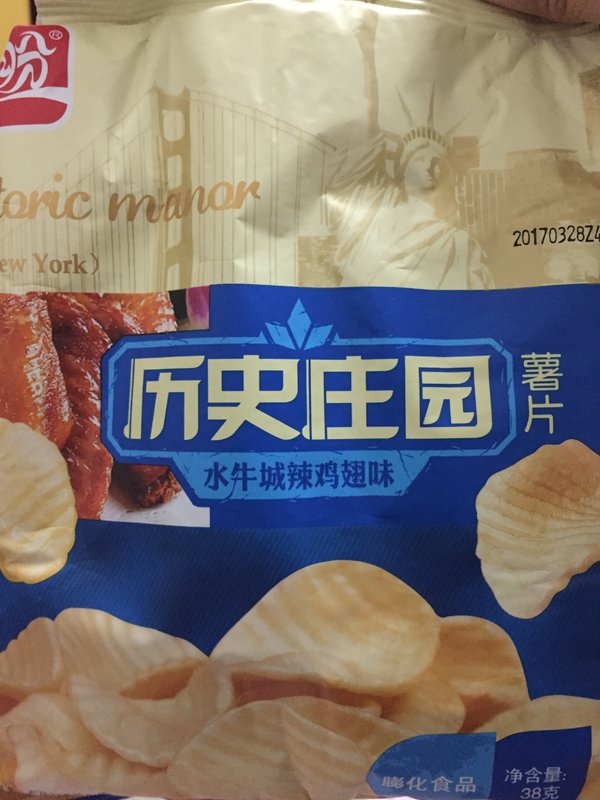 盼®
toric manor
ew York）
20170328Z4
历史庄园
薯片
水牛城辣鸡翅味
膨化食品
净含量:
38克